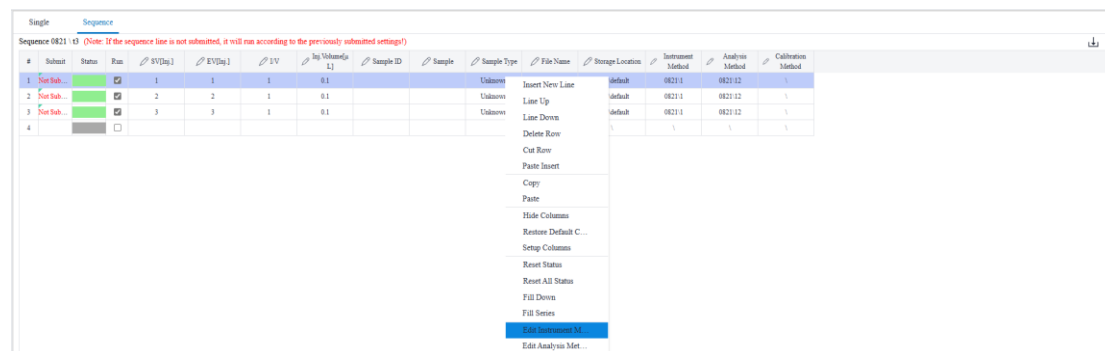 Single Sequence
Sequence 0821 \ t3 (Note: If the sequence line is not submitted, it will run according to the previously submitted settings!)
# Submit Status Run SV[Inj.] EV[Inj.] I/V Inj.Volume[μL] Sample ID Sample Sample Type File Name Storage Location Instrument Method Analysis Method Calibration Method
1 Not Sub... 1 1 1 0.1 Unknown \default 0821\1 0821\12 \
2 Not Sub... 2 2 1 0.1 Unknown \default 0821\1 0821\12 \
3 Not Sub... 3 3 1 0.1 Unknown \default 0821\1 0821\12 \
4 \ \ \ \
Insert New Line
Line Up
Line Down
Delete Row
Cut Row
Paste Insert
Copy
Paste
Hide Columns
Restore Default C...
Setup Columns
Reset Status
Reset All Status
Fill Down
Fill Series
Edit Instrument M...
Edit Analysis Met...